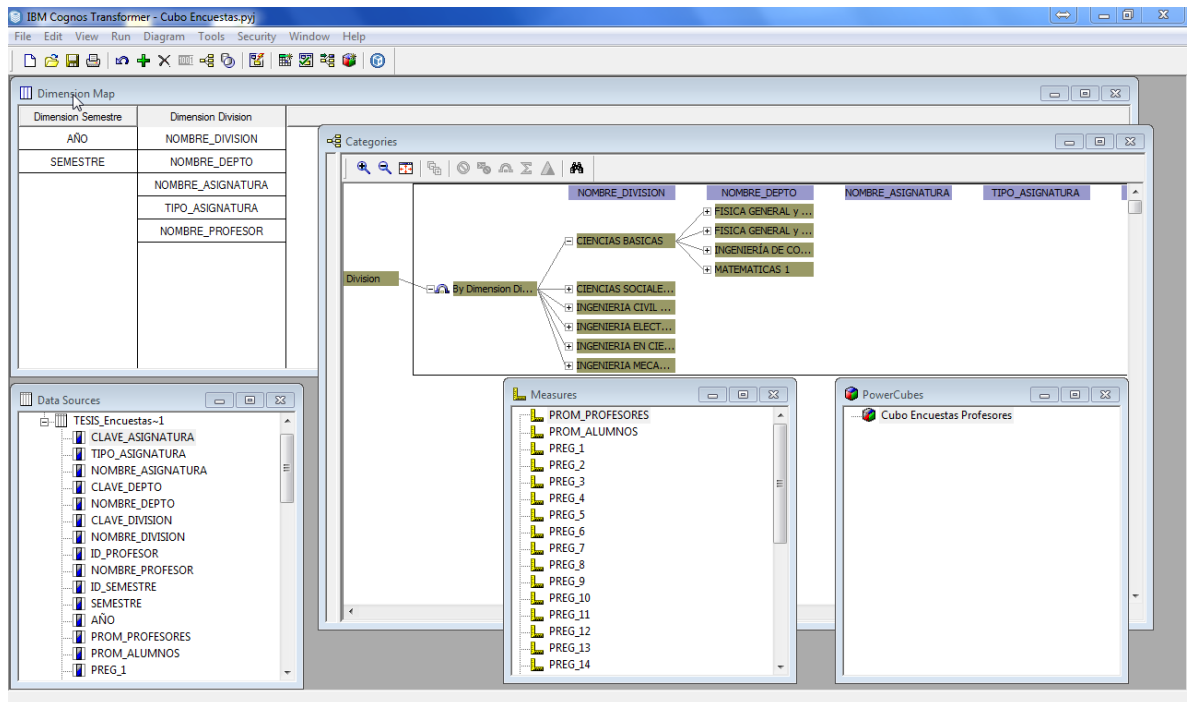 IBM Cognos Transformer - Cubo Encuestas.pyj
File Edit View Run Diagram Tools Security Window Help
Dimension Map
Dimension Semestre Dimension Division
AÑO NOMBRE_DIVISION
SEMESTRE NOMBRE_DEPTO
NOMBRE_ASIGNATURA
TIPO_ASIGNATURA
NOMBRE_PROFESOR
Categories
NOMBRE_DIVISION NOMBRE_DEPTO NOMBRE_ASIGNATURA TIPO_ASIGNATURA
FISICA GENERAL y ...
FISICA GENERAL y ...
CIENCIAS BASICAS
INGENIERÍA DE CO...
MATEMATICAS 1
Division
By Dimension Di...
CIENCIAS SOCIALE...
INGENIERIA CIVIL ...
INGENIERIA ELECT...
INGENIERIA EN CIE...
INGENIERIA MECA...
Data Sources
TESIS_Encuestas~1
CLAVE_ASIGNATURA
TIPO_ASIGNATURA
NOMBRE_ASIGNATURA
CLAVE_DEPTO
NOMBRE_DEPTO
CLAVE_DIVISION
NOMBRE_DIVISION
ID_PROFESOR
NOMBRE_PROFESOR
ID_SEMESTRE
SEMESTRE
AÑO
PROM_PROFESORES
PROM_ALUMNOS
PREG_1
Measures
PROM_PROFESORES
PROM_ALUMNOS
PREG_1
PREG_2
PREG_3
PREG_4
PREG_5
PREG_6
PREG_7
PREG_8
PREG_9
PREG_10
PREG_11
PREG_12
PREG_13
PREG_14
PowerCubes
Cubo Encuestas Profesores